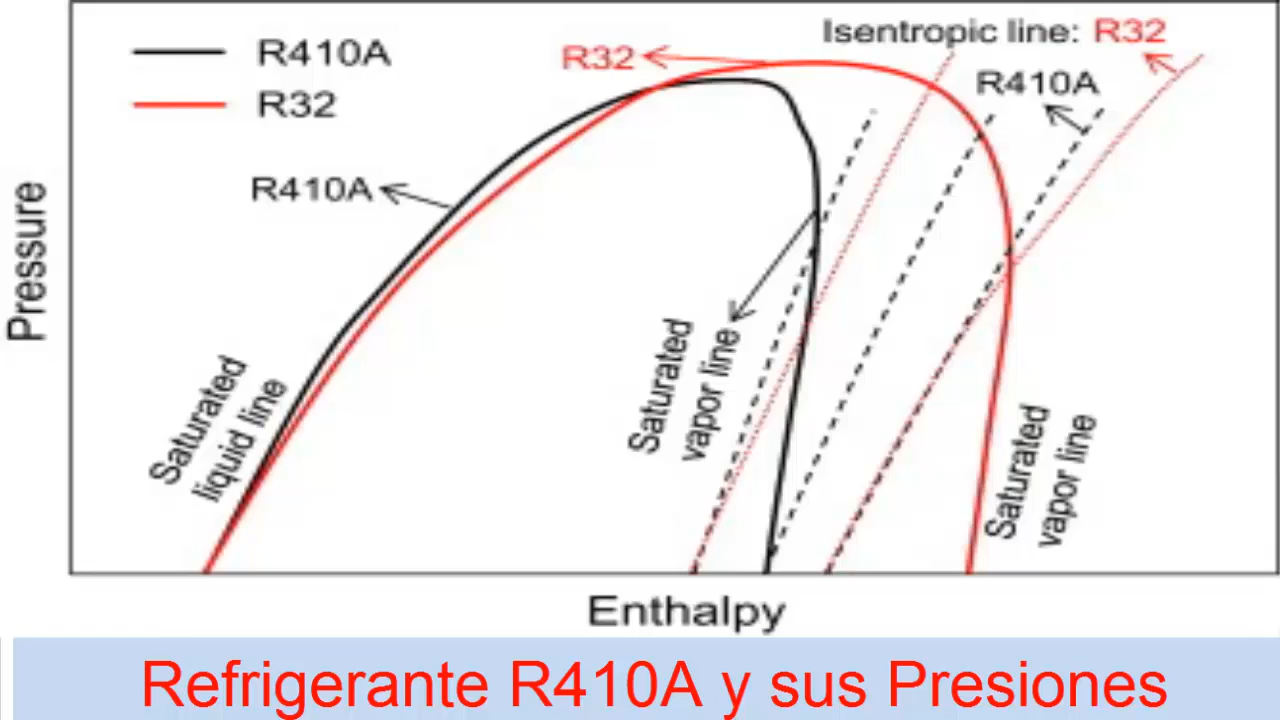 R410A
R32
R32
Isentropic line: R32
R410A
R410A
Pressure
Saturated
liquid line
Saturated
vapor line
Saturated
vapor line
Enthalpy
Refrigerante R410A y sus Presiones